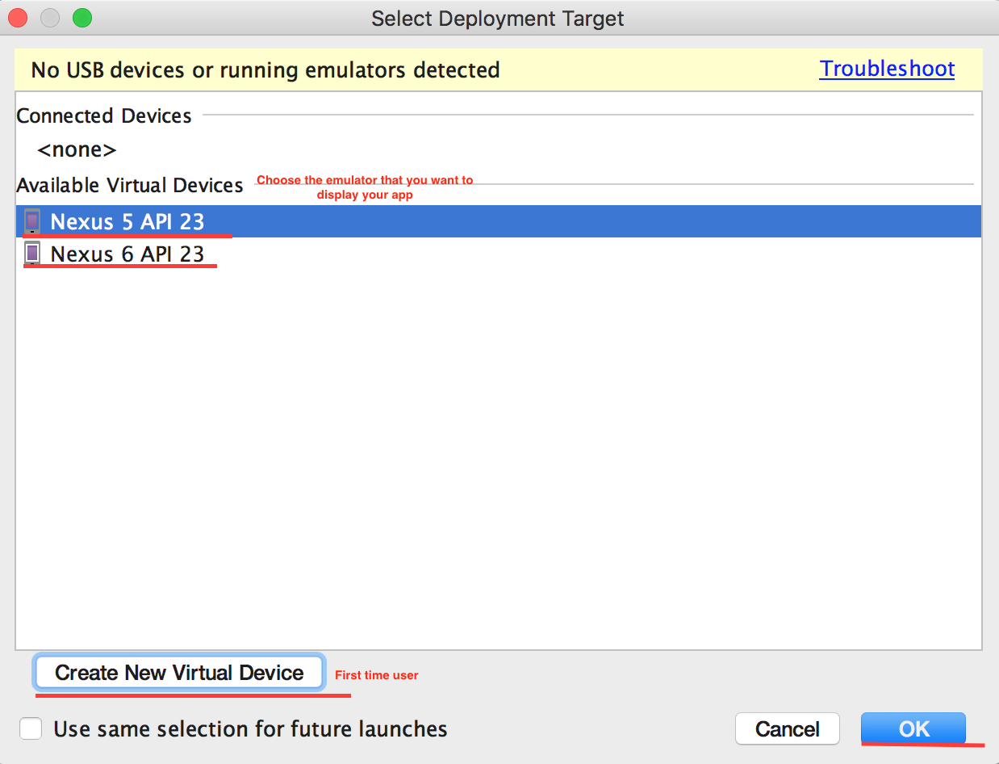 Select Deployment Target
No USB devices or running emulators detected
Troubleshoot
Connected Devices
<none>
Available Virtual Devices
Choose the emulator that you want to
display your app
Nexus 5 API 23
Nexus 6 API 23
Create New Virtual Device
First time user
Use same selection for future launches
Cancel
OK